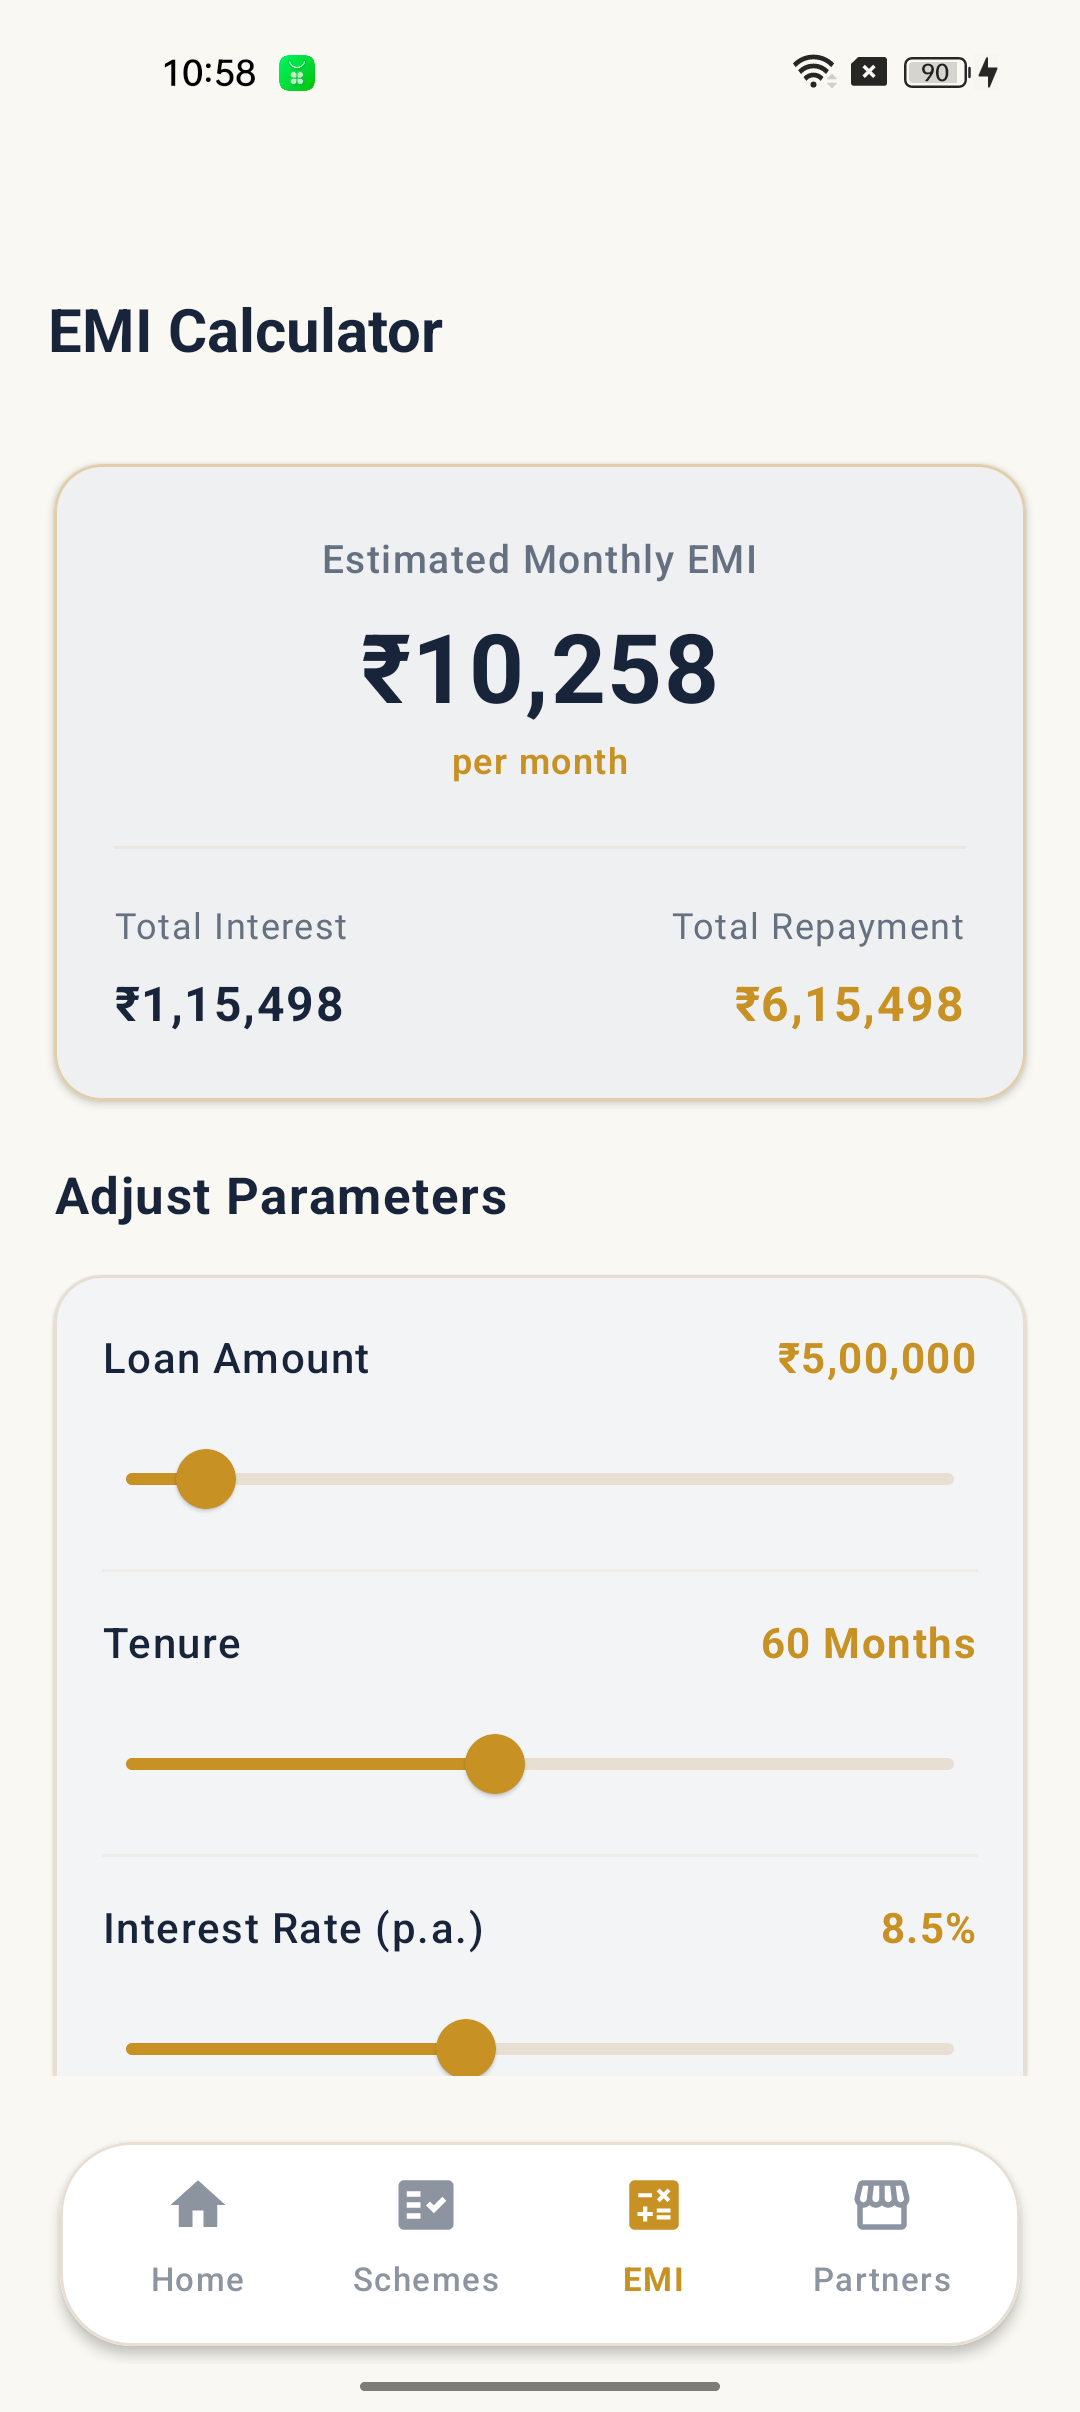 10:58
90
EMI Calculator
Estimated Monthly EMI
₹10,258
per month
Total Interest
Total Repayment
₹1,15,498
₹6,15,498
Adjust Parameters
Loan Amount
₹5,00,000
Tenure
60 Months
Interest Rate (p.a.)
8.5%
Home
Schemes
EMI
Partners